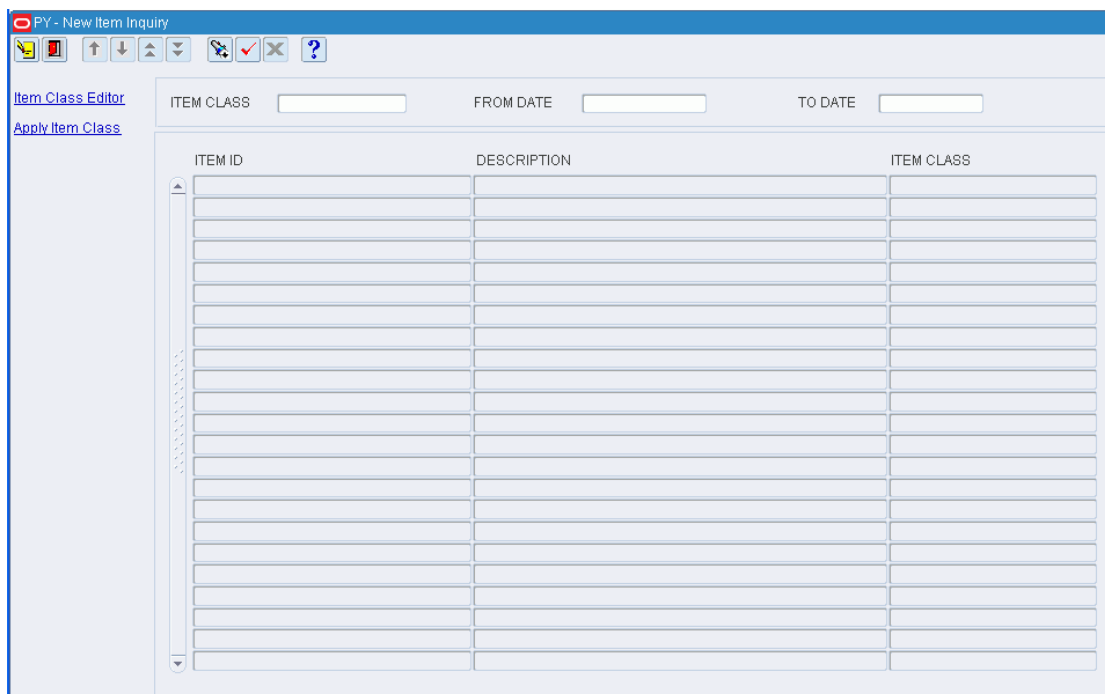 PY - New Item Inquiry
?
Item Class Editor
Apply Item Class
ITEM CLASS FROM DATE TO DATE
ITEM ID DESCRIPTION ITEM CLASS